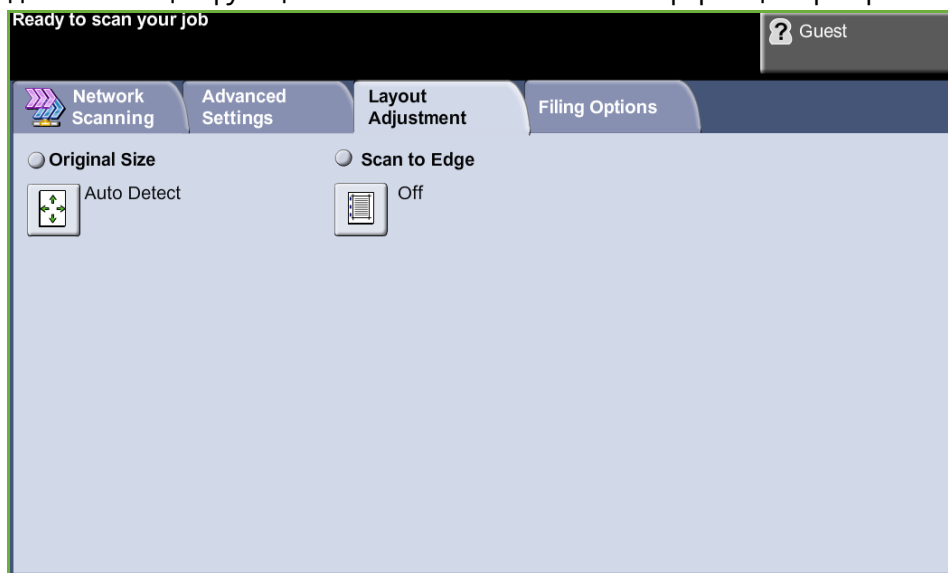 Ready to scan your job
Guest
Network Scanning
Advanced Settings
Layout Adjustment
Filing Options
Original Size
Scan to Edge
Auto Detect
Off